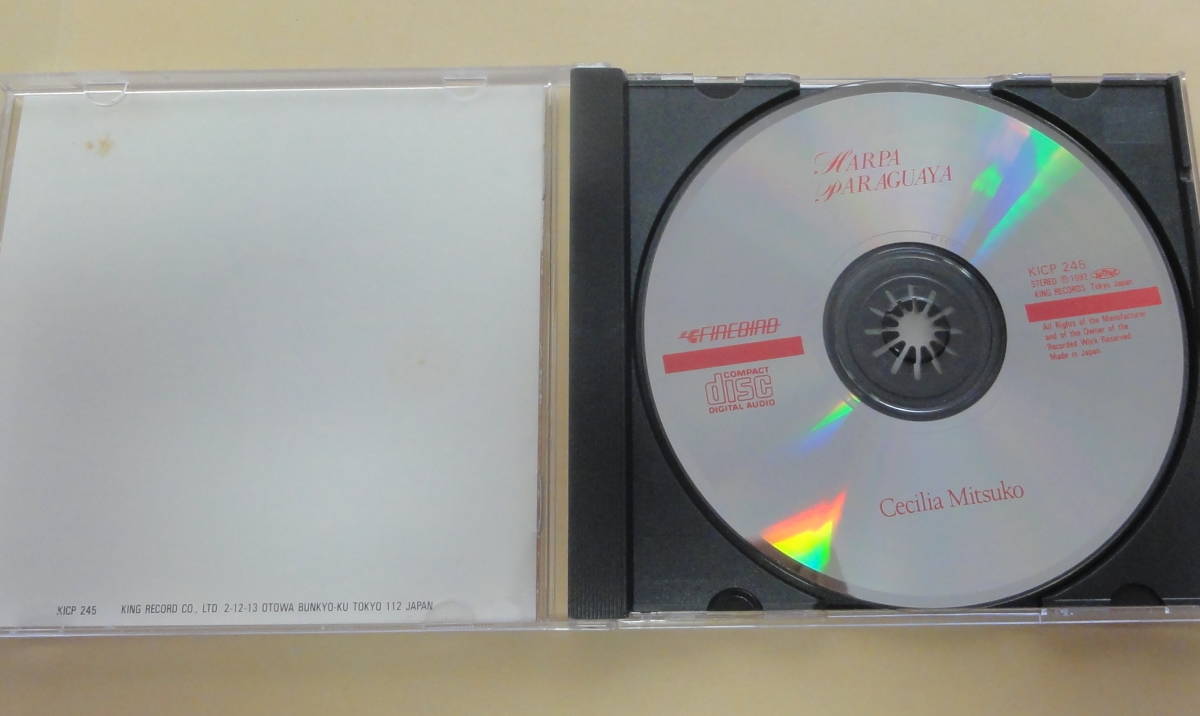 KICP 245 KING RECORD CO., LTD. 2-12-13 OTOWA BUNKYO-KU TOKYO 112 JAPAN
HARPA
PARAGUAYA
KICP 245
STEREO Ⓟ1992
KING RECORDS, Tokyo Japan.
All Rights of the Manufacturer
and of the Owner of the
Recorded Work Reserved.
Made in Japan.
FIREBIRD
COMPACT
disc
DIGITAL AUDIO
Cecilia Mitsuko